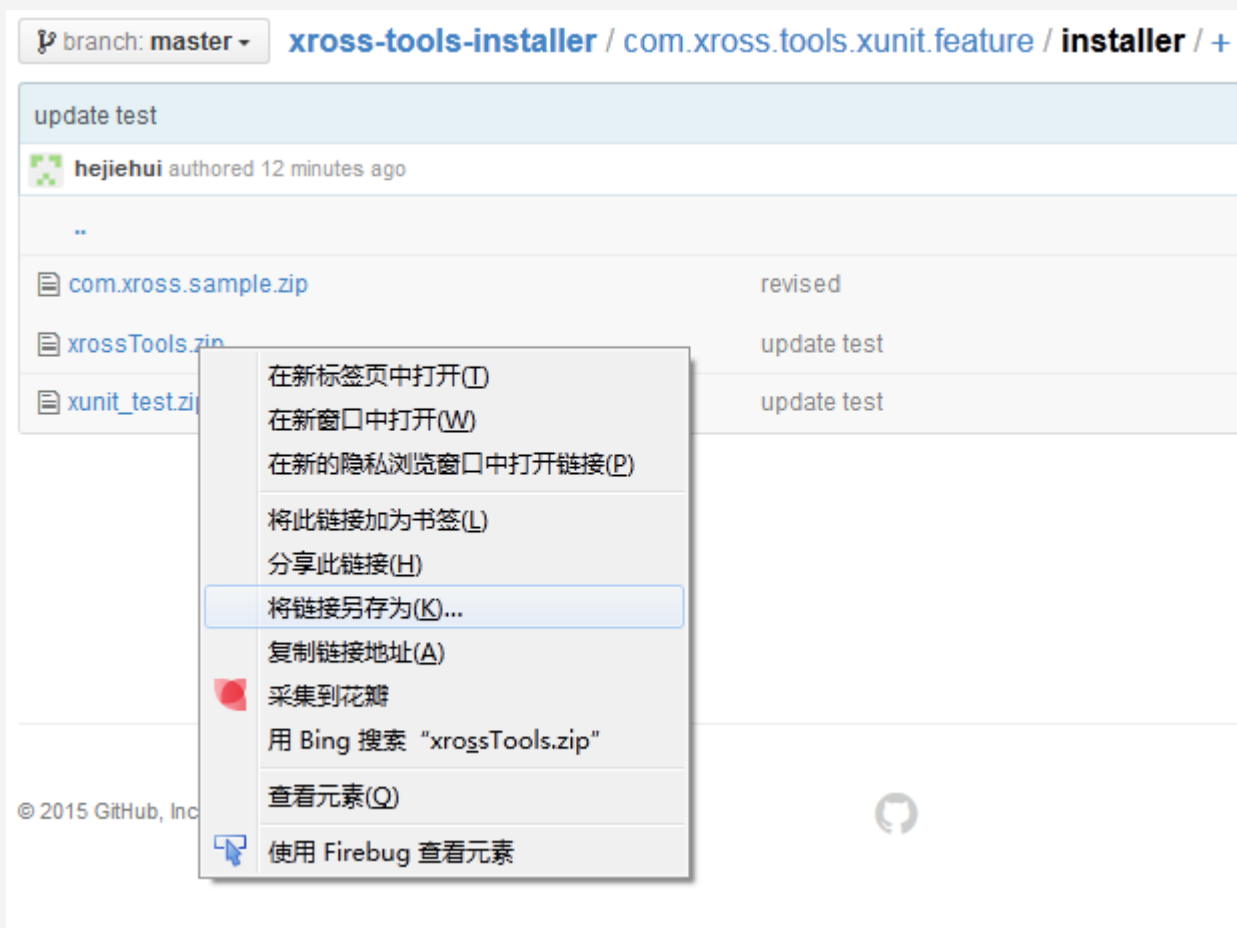 branch: master xross-tools-installer / com.xross.tools.xunit.feature / installer / +
update test
hejiehui authored 12 minutes ago
..
com.xross.sample.zip revised
xrossTools.zip update test
xunit_test.zip update test
在新标签页中打开(T)
在新窗口中打开(W)
在新的隐私浏览窗口中打开链接(P)
将此链接加为书签(L)
分享此链接(H)
将链接另存为(K)...
复制链接地址(A)
采集到花瓣
用 Bing 搜索“xrossTools.zip”
查看元素(Q)
© 2015 GitHub, Inc
使用 Firebug 查看元素